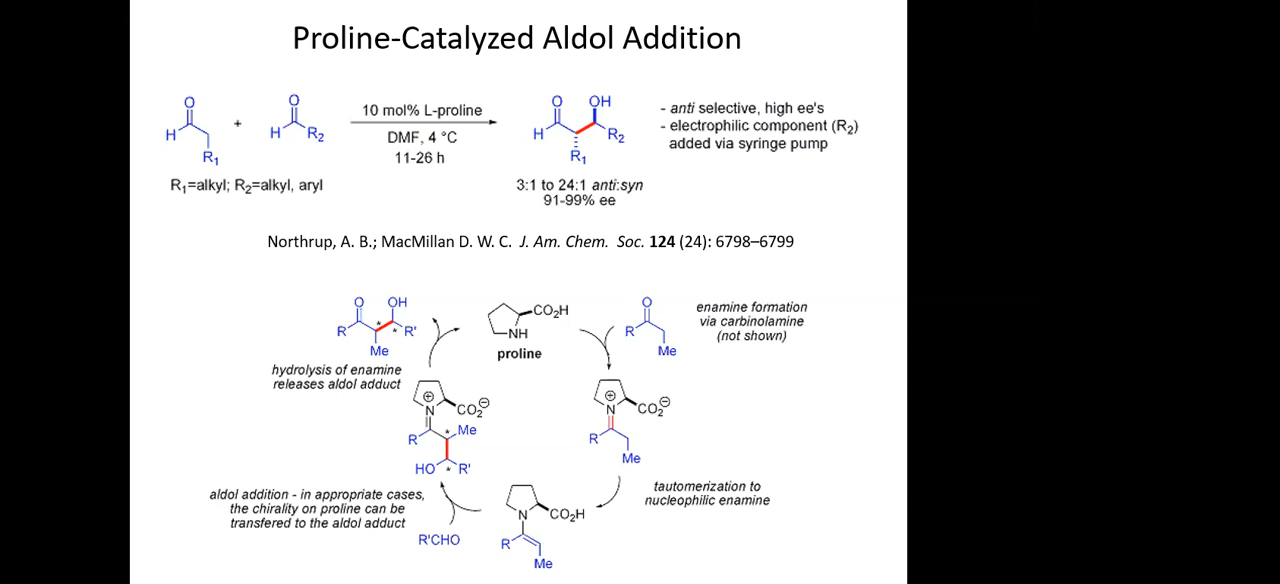 Proline-Catalyzed Aldol Addition
O
H
R₁
+
O
H
R₂
10 mol% L-proline
DMF, 4 °C
11-26 h
O
OH
H
R₂
R₁
- anti selective, high ee's
- electrophilic component (R₂)
added via syringe pump
R₁=alkyl; R₂=alkyl, aryl
3:1 to 24:1 anti:syn
91-99% ee
Northrup, A. B.; MacMillan D. W. C. J. Am. Chem. Soc. 124 (24): 6798–6799
O
OH
R
*
*
R'
Me
CO₂H
NH
proline
O
R
Me
enamine formation
via carbinolamine
(not shown)
hydrolysis of enamine
releases aldol adduct
⊕
N
CO₂⊖
R
*
Me
HO
*
R'
⊕
N
CO₂⊖
R
Me
tautomerization to
nucleophilic enamine
aldol addition - in appropriate cases,
the chirality on proline can be
transfered to the aldol adduct
R'CHO
N
CO₂H
R
Me